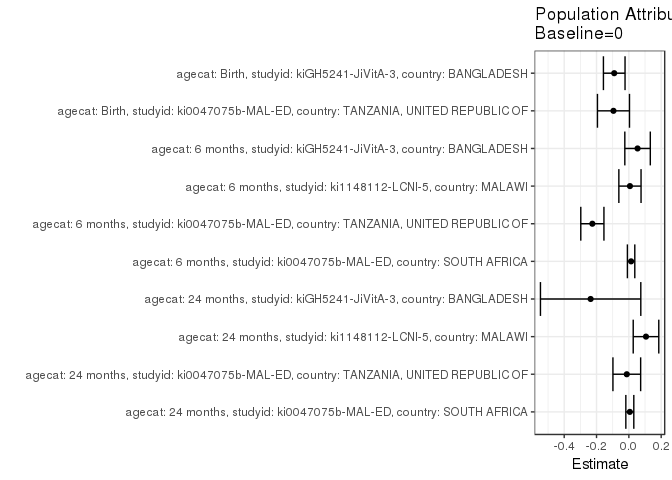 Population Attribu
Baseline=0
agecat: Birth, studyid: kiGH5241-JiVitA-3, country: BANGLADESH
agecat: Birth, studyid: ki0047075b-MAL-ED, country: TANZANIA, UNITED REPUBLIC OF
agecat: 6 months, studyid: kiGH5241-JiVitA-3, country: BANGLADESH
agecat: 6 months, studyid: ki1148112-LCNI-5, country: MALAWI
agecat: 6 months, studyid: ki0047075b-MAL-ED, country: TANZANIA, UNITED REPUBLIC OF
agecat: 6 months, studyid: ki0047075b-MAL-ED, country: SOUTH AFRICA
agecat: 24 months, studyid: kiGH5241-JiVitA-3, country: BANGLADESH
agecat: 24 months, studyid: ki1148112-LCNI-5, country: MALAWI
agecat: 24 months, studyid: ki0047075b-MAL-ED, country: TANZANIA, UNITED REPUBLIC OF
agecat: 24 months, studyid: ki0047075b-MAL-ED, country: SOUTH AFRICA
-0.4 -0.2 0.0 0.2
Estimate